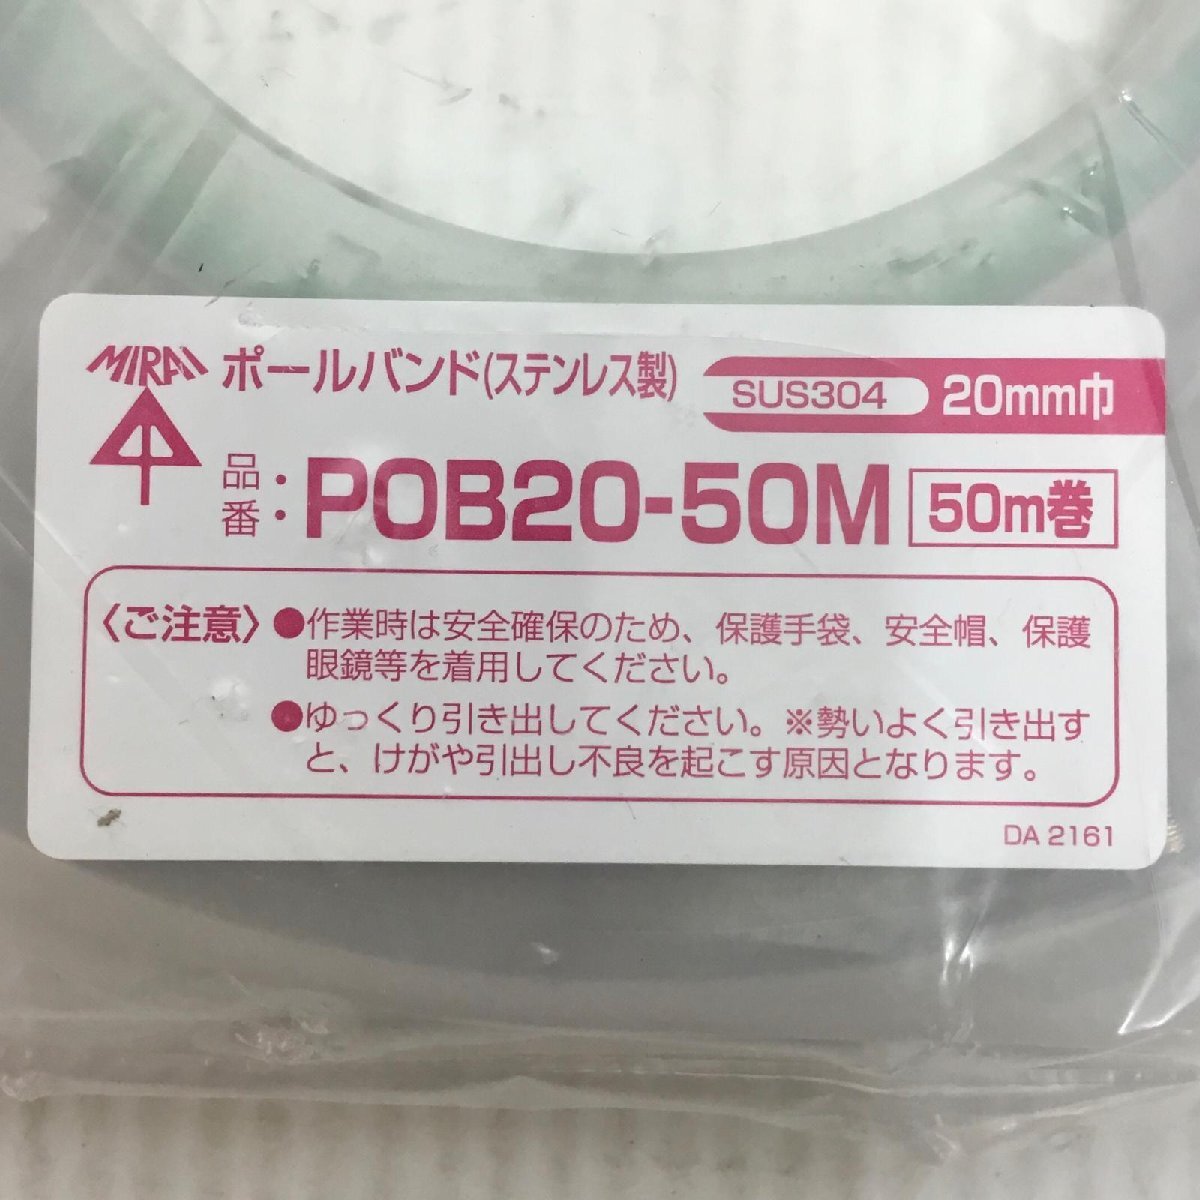 MIRAI ポールバンド(ステンレス製) SUS304 20mm巾
品番: POB20-50M 50m巻
〈ご注意〉●作業時は安全確保のため、保護手袋、安全帽、保護
眼鏡等を着用してください。
●ゆっくり引き出してください。※勢いよく引き出す
と、けがや引出し不良を起こす原因となります。
DA 2161